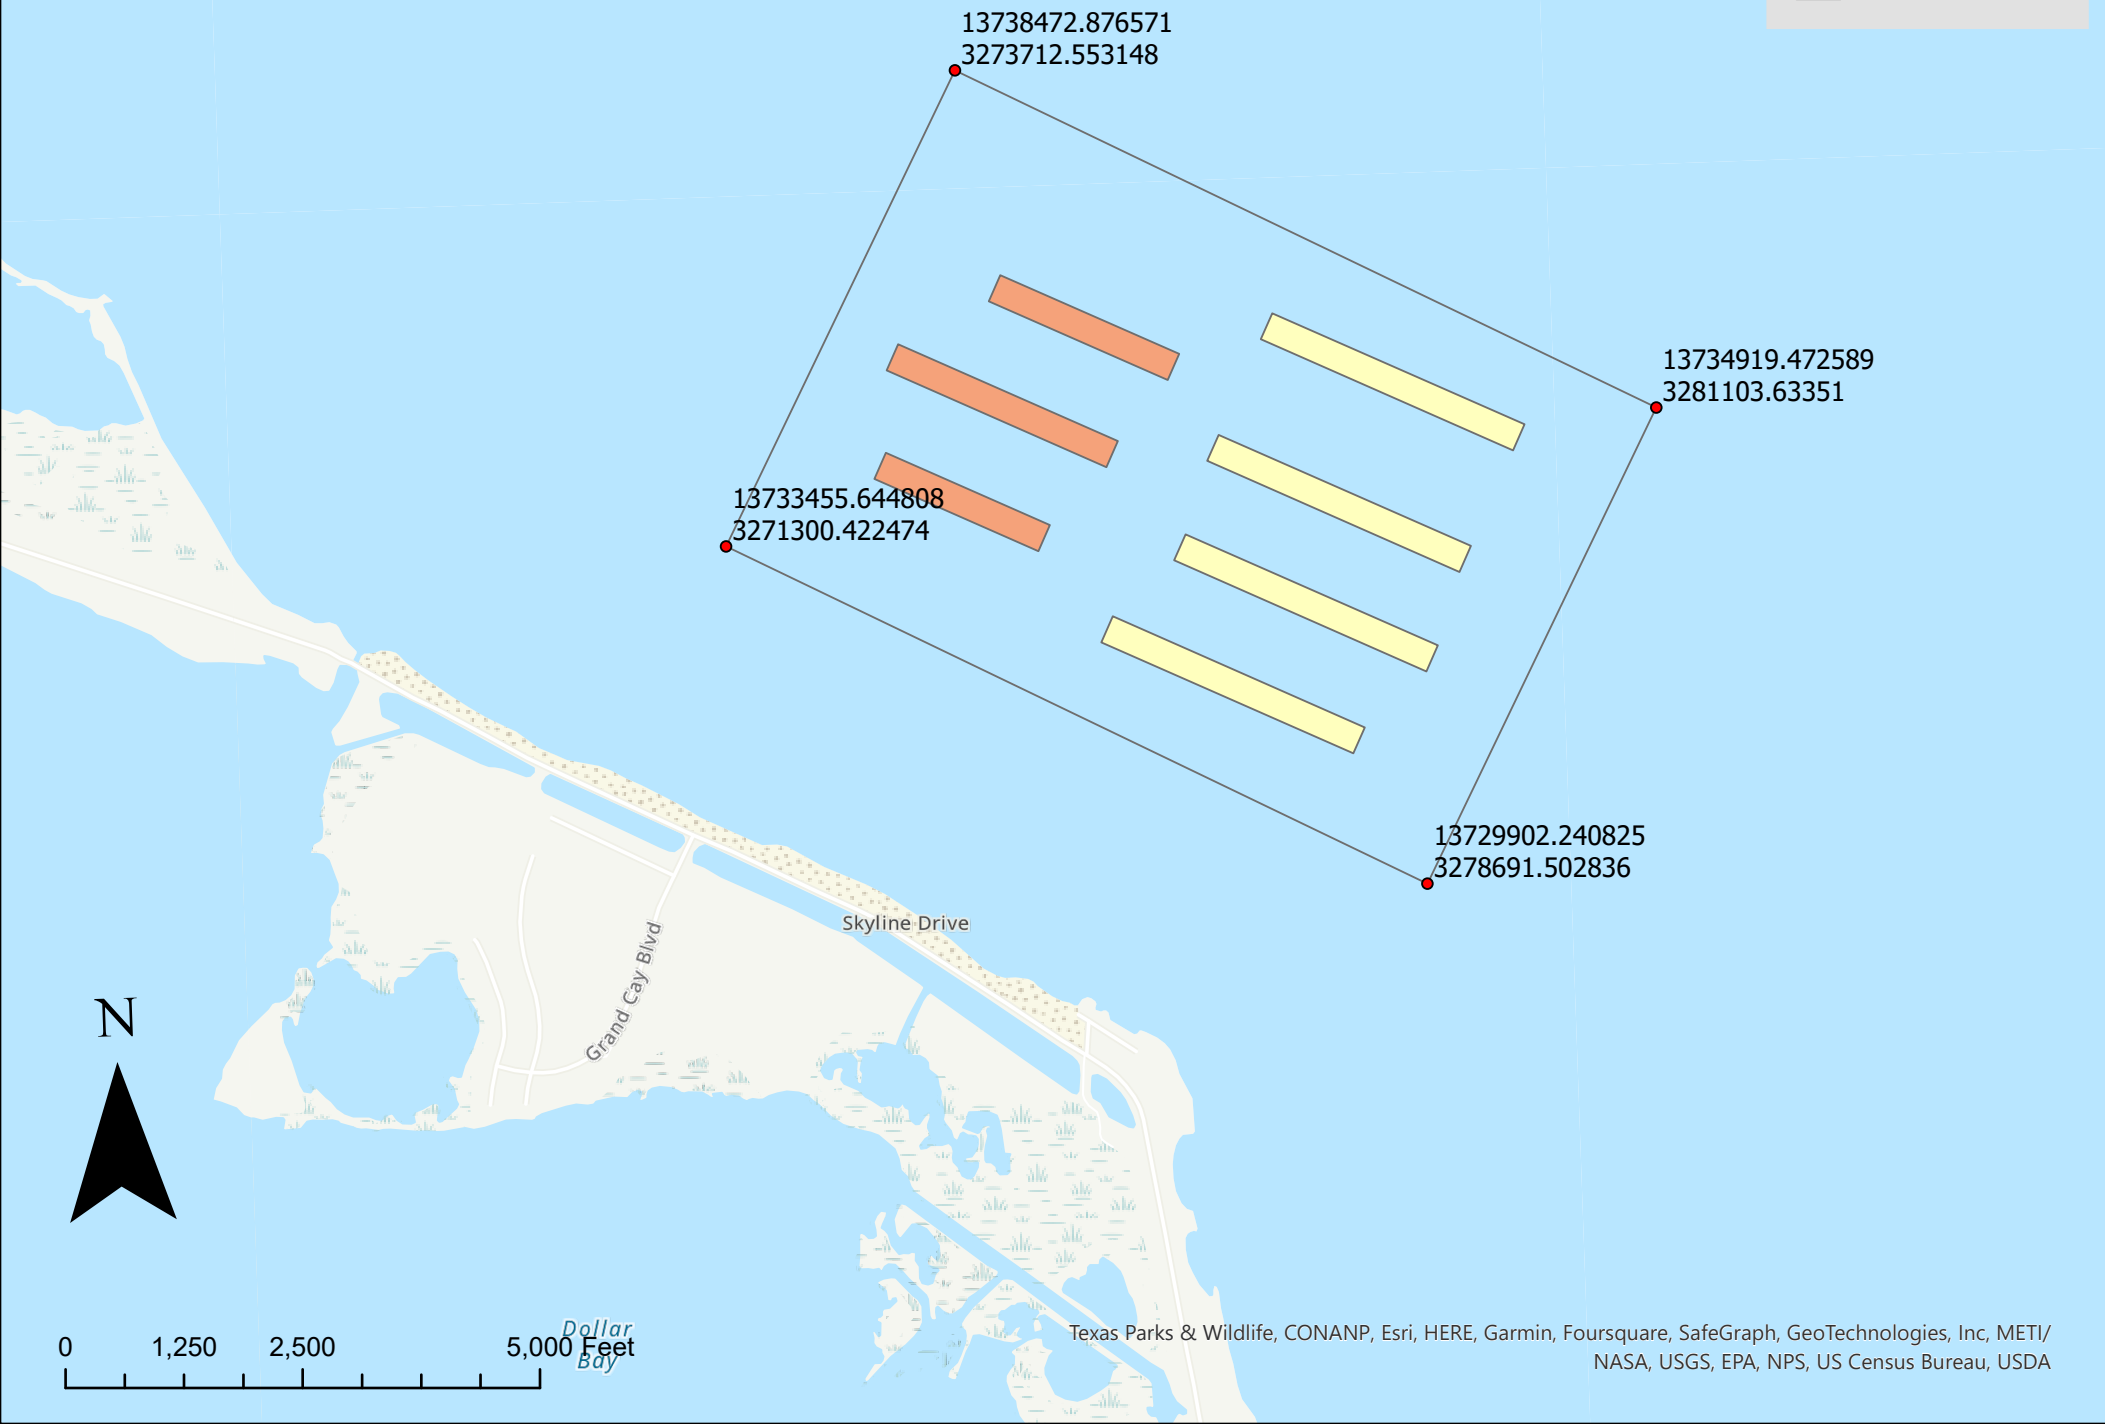 13738472.876571
3273712.553148
13734919.472589
3281103.63351
13733455.644808
3271300.422474
13729902.240825
3278691.502836
Skyline Drive
Grand Cay Blvd
N
Dollar
Bay
0 1,250 2,500 5,000 Feet
Texas Parks & Wildlife, CONANP, Esri, HERE, Garmin, Foursquare, SafeGraph, GeoTechnologies, Inc, METI/
NASA, USGS, EPA, NPS, US Census Bureau, USDA